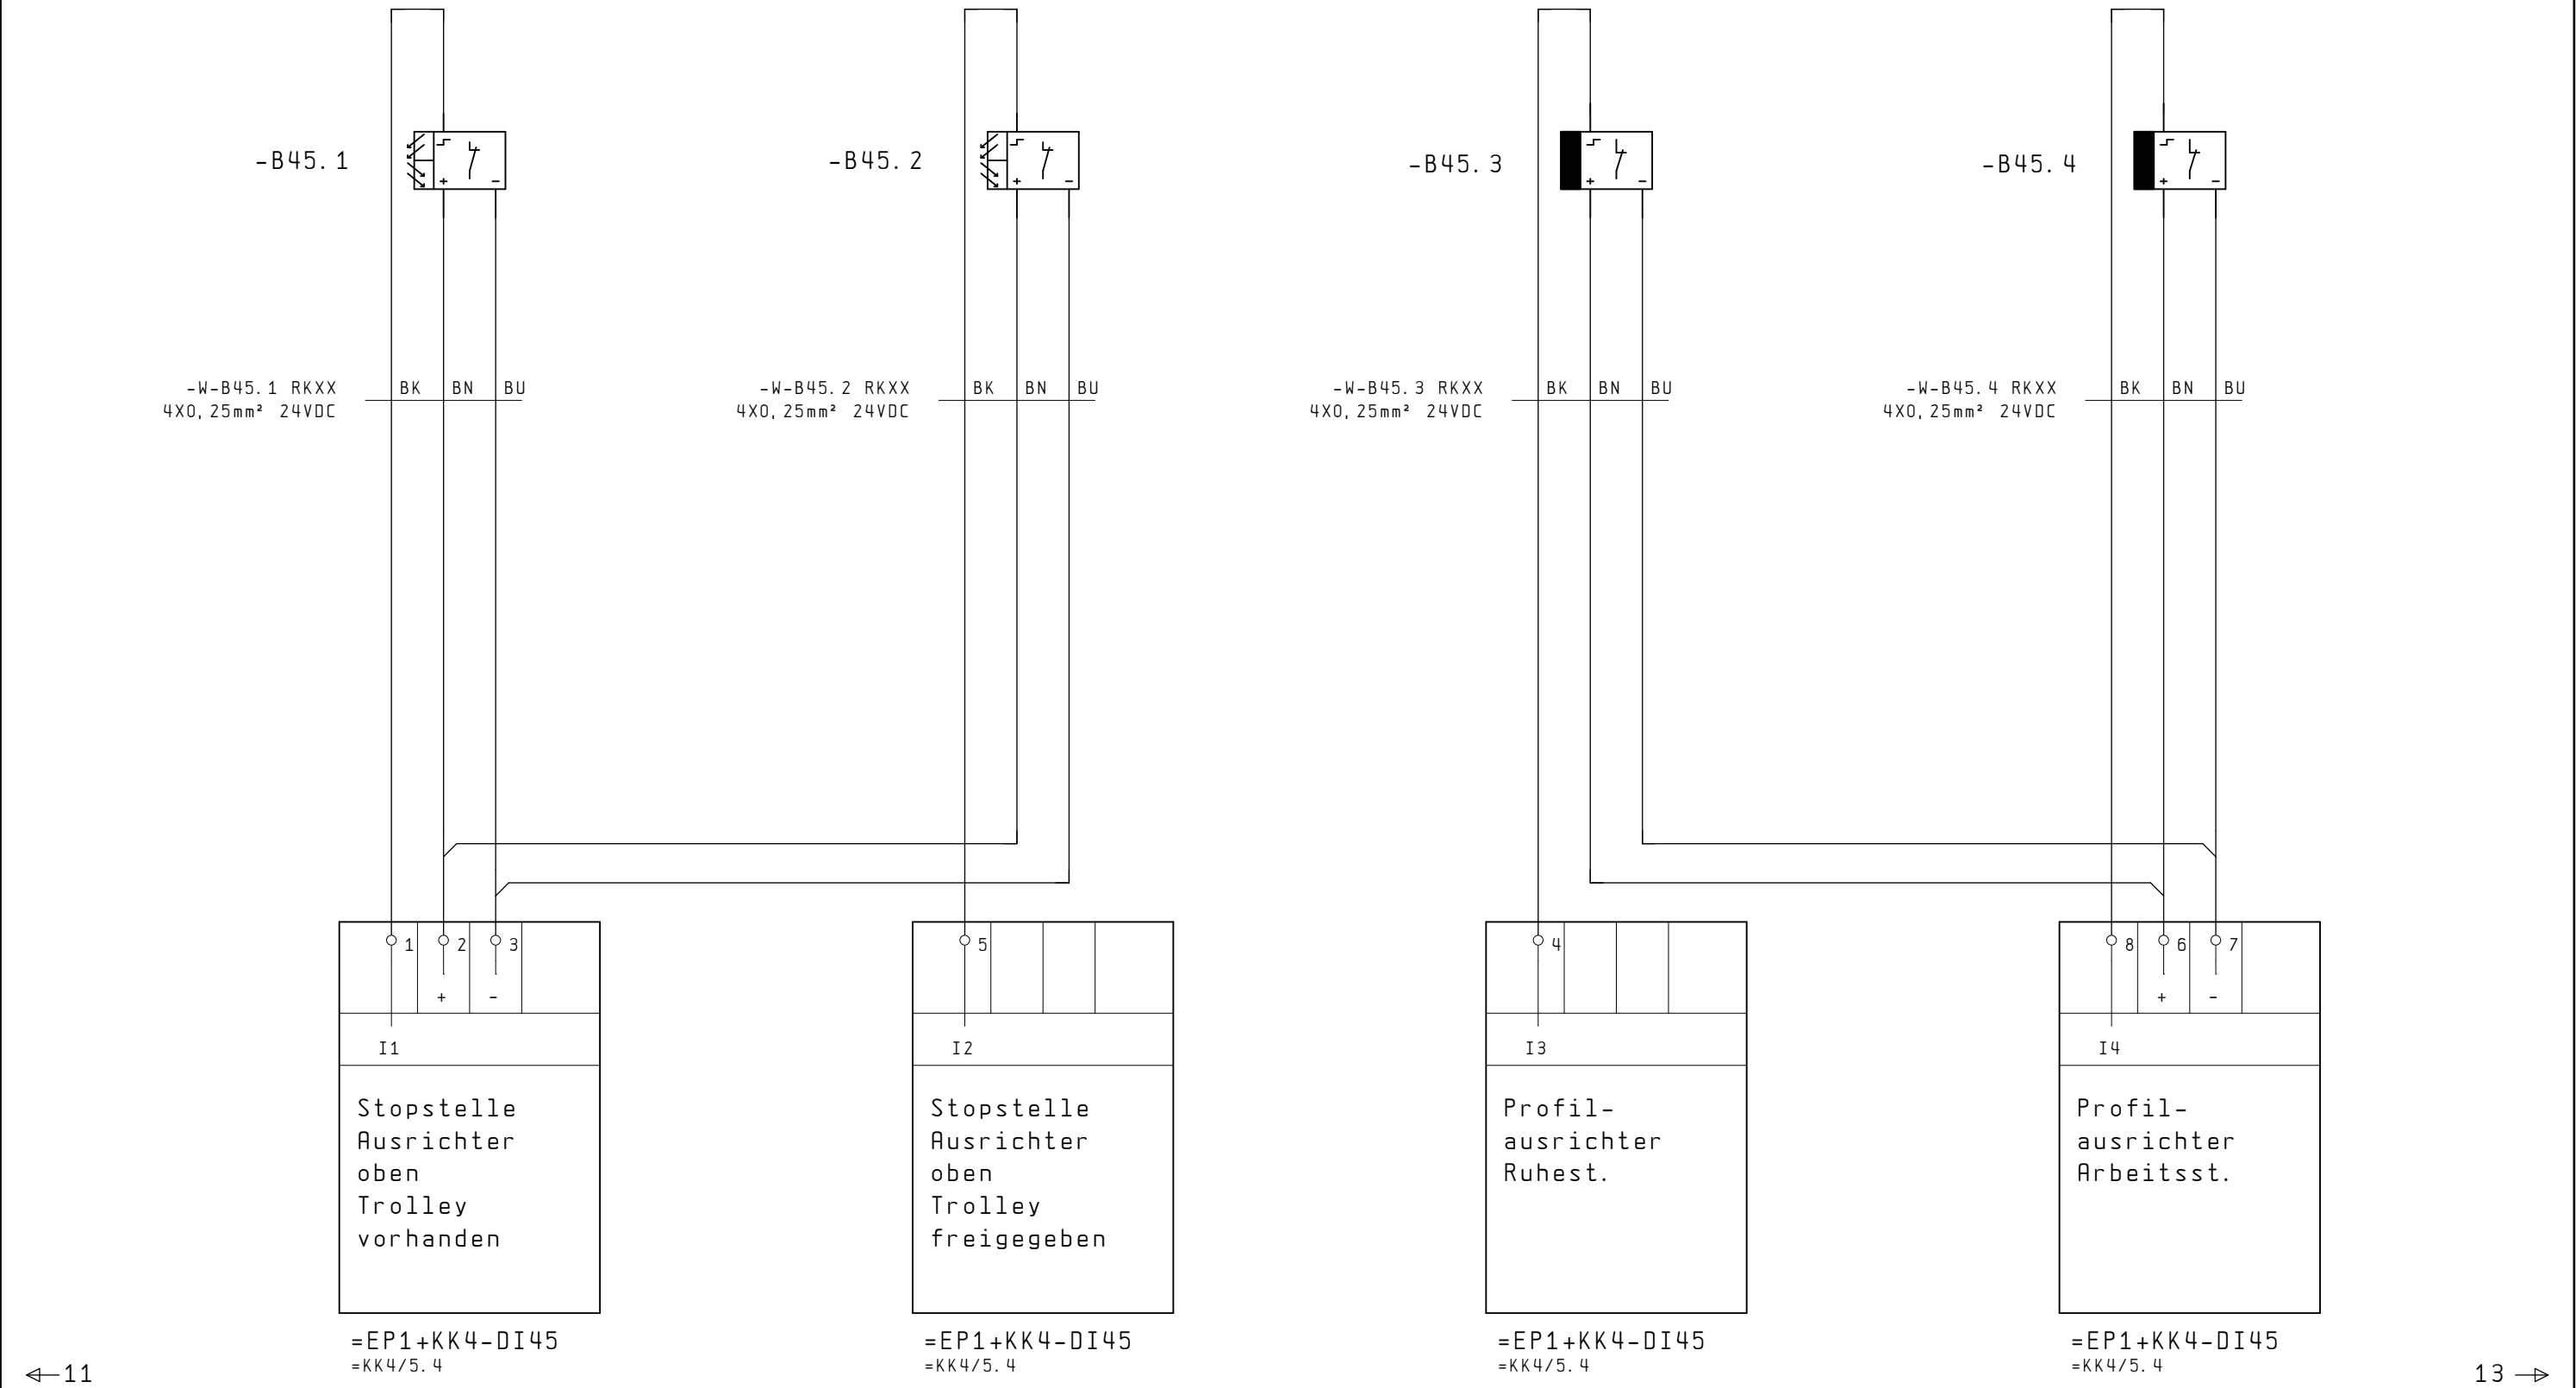 -B45.1
-B45.2
-B45.3
-B45.4
+ -
+ -
+ -
+ -
-W-B45.1 RKXX
4X0,25mm² 24VDC
BK BN BU
-W-B45.2 RKXX
4X0,25mm² 24VDC
BK BN BU
-W-B45.3 RKXX
4X0,25mm² 24VDC
BK BN BU
-W-B45.4 RKXX
4X0,25mm² 24VDC
BK BN BU
1 2 3
+ -
I1
Stopstelle
Ausrichter
oben
Trolley
vorhanden
=EP1+KK4-DI45
=KK4/5.4
5
I2
Stopstelle
Ausrichter
oben
Trolley
freigegeben
=EP1+KK4-DI45
=KK4/5.4
4
I3
Profil-
ausrichter
Ruhest.
=EP1+KK4-DI45
=KK4/5.4
8 6 7
+ -
I4
Profil-
ausrichter
Arbeitsst.
=EP1+KK4-DI45
=KK4/5.4
11
13